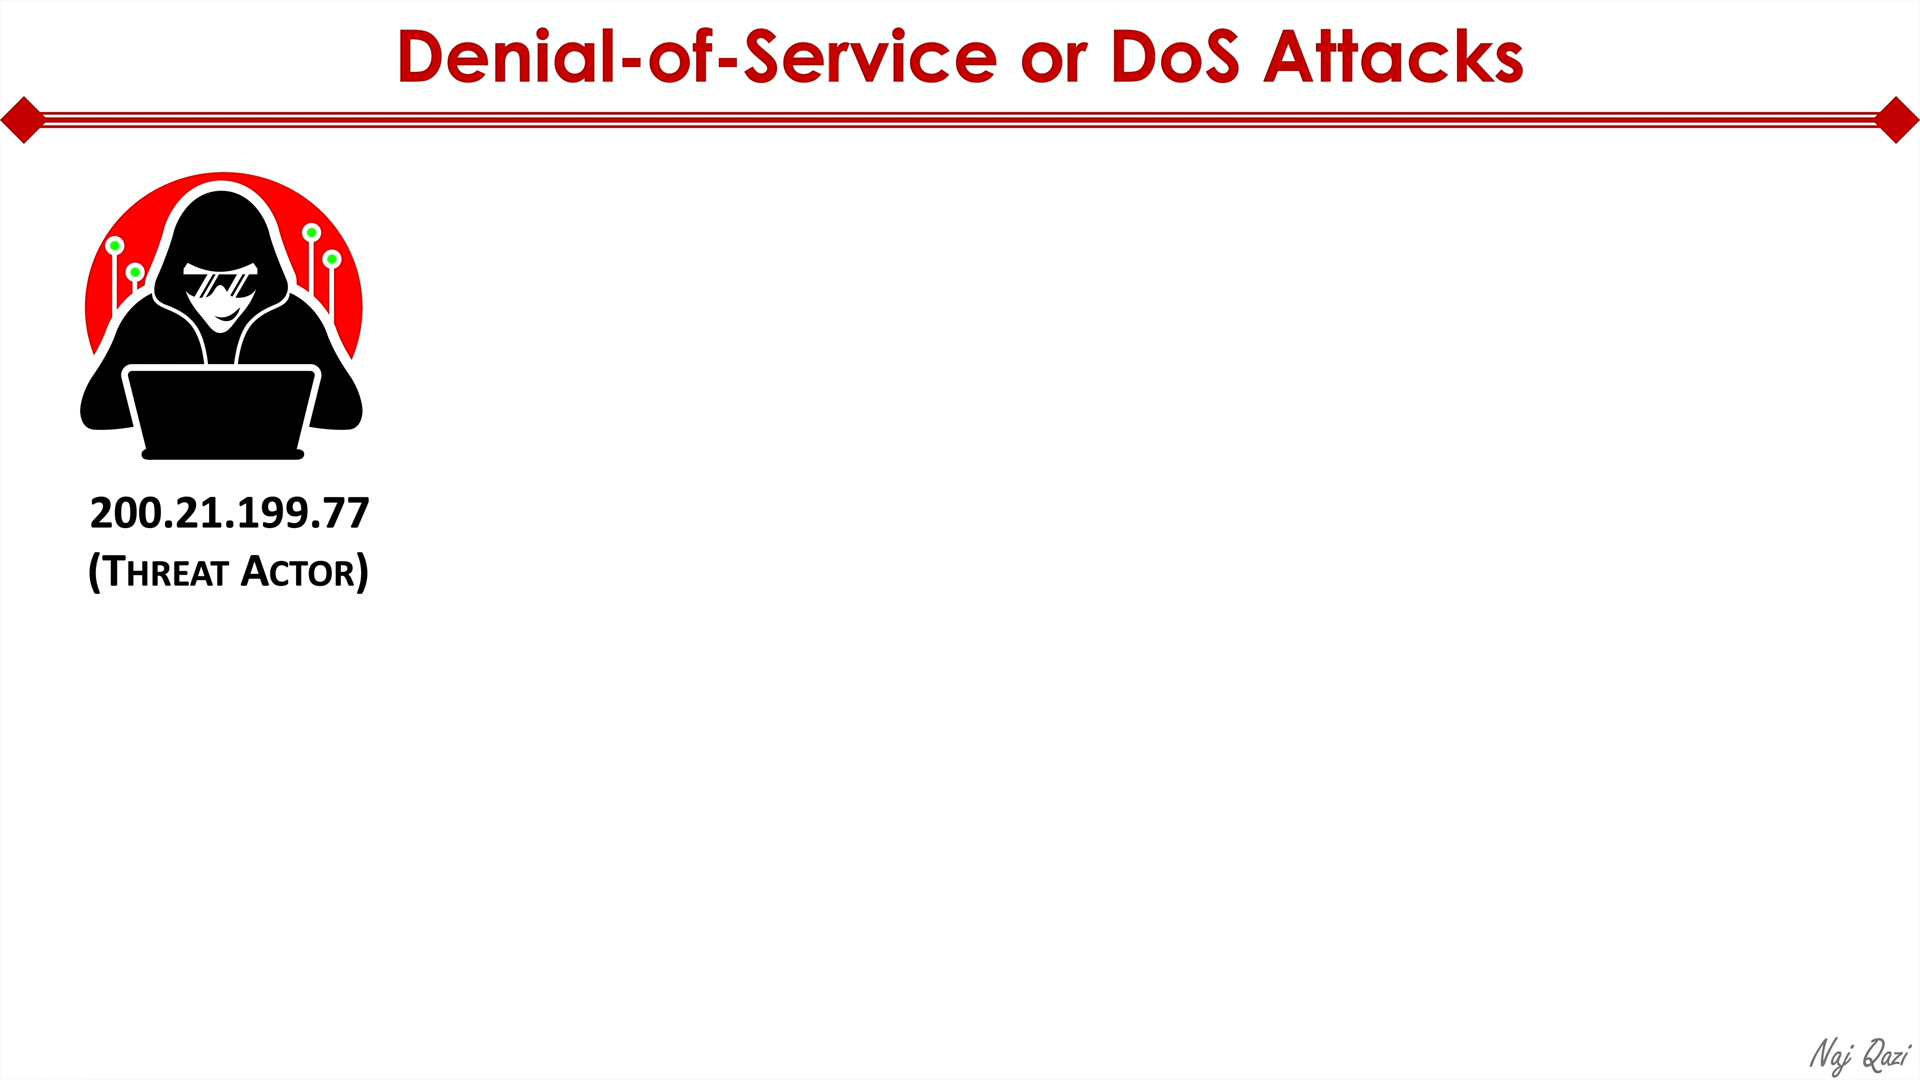 Denial-of-Service or DoS Attacks
200.21.199.77
(Threat Actor)
Naj Qazi